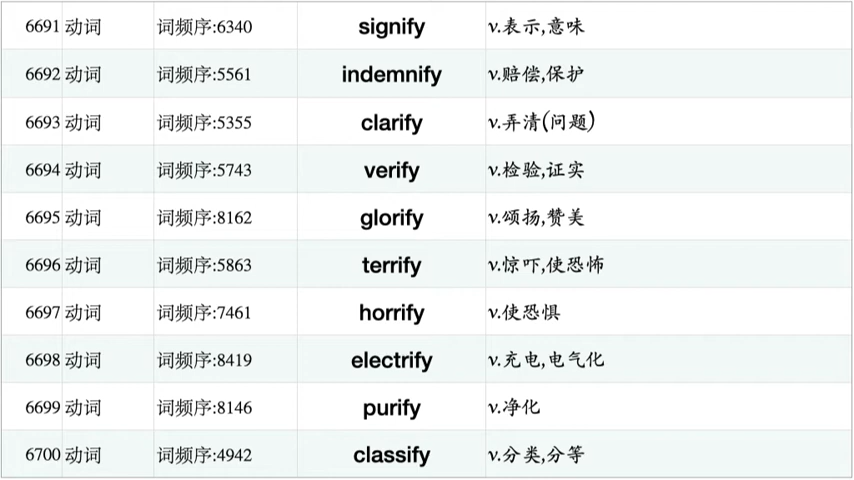 6691 动词 词频序:6340 signify v.表示,意味
6692 动词 词频序:5561 indemnify v.赔偿,保护
6693 动词 词频序:5355 clarify v.弄清(问题)
6694 动词 词频序:5743 verify v.检验,证实
6695 动词 词频序:8162 glorify v.颂扬,赞美
6696 动词 词频序:5863 terrify v.惊吓,使恐怖
6697 动词 词频序:7461 horrify v.使恐惧
6698 动词 词频序:8419 electrify v.充电,电气化
6699 动词 词频序:8146 purify v.净化
6700 动词 词频序:4942 classify v.分类,分等